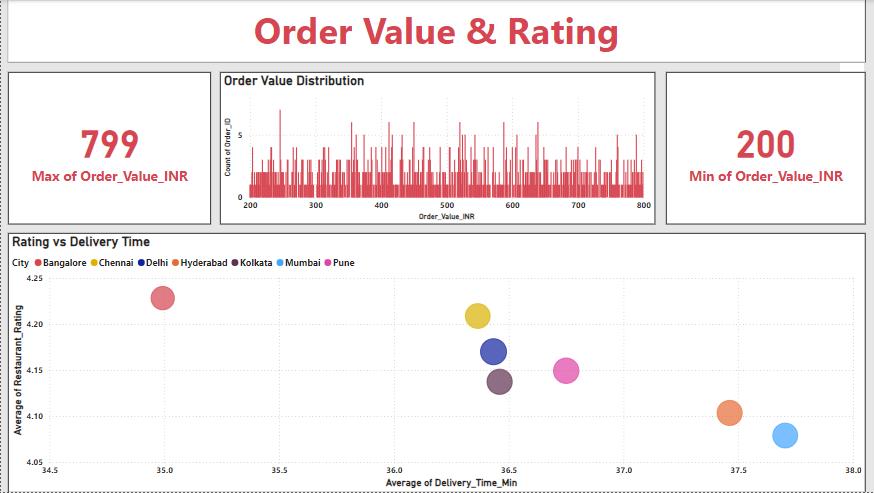 Order Value & Rating
799
Max of Order_Value_INR
Order Value Distribution
Count of Order_ID
5
0
200 300 400 500 600 700 800
Order_Value_INR
200
Min of Order_Value_INR
Rating vs Delivery Time
City Bangalore Chennai Delhi Hyderabad Kolkata Mumbai Pune
Average of Restaurant_Rating
4.25
4.20
4.15
4.10
4.05
34.5 35.0 35.5 36.0 36.5 37.0 37.5 38.0
Average of Delivery_Time_Min